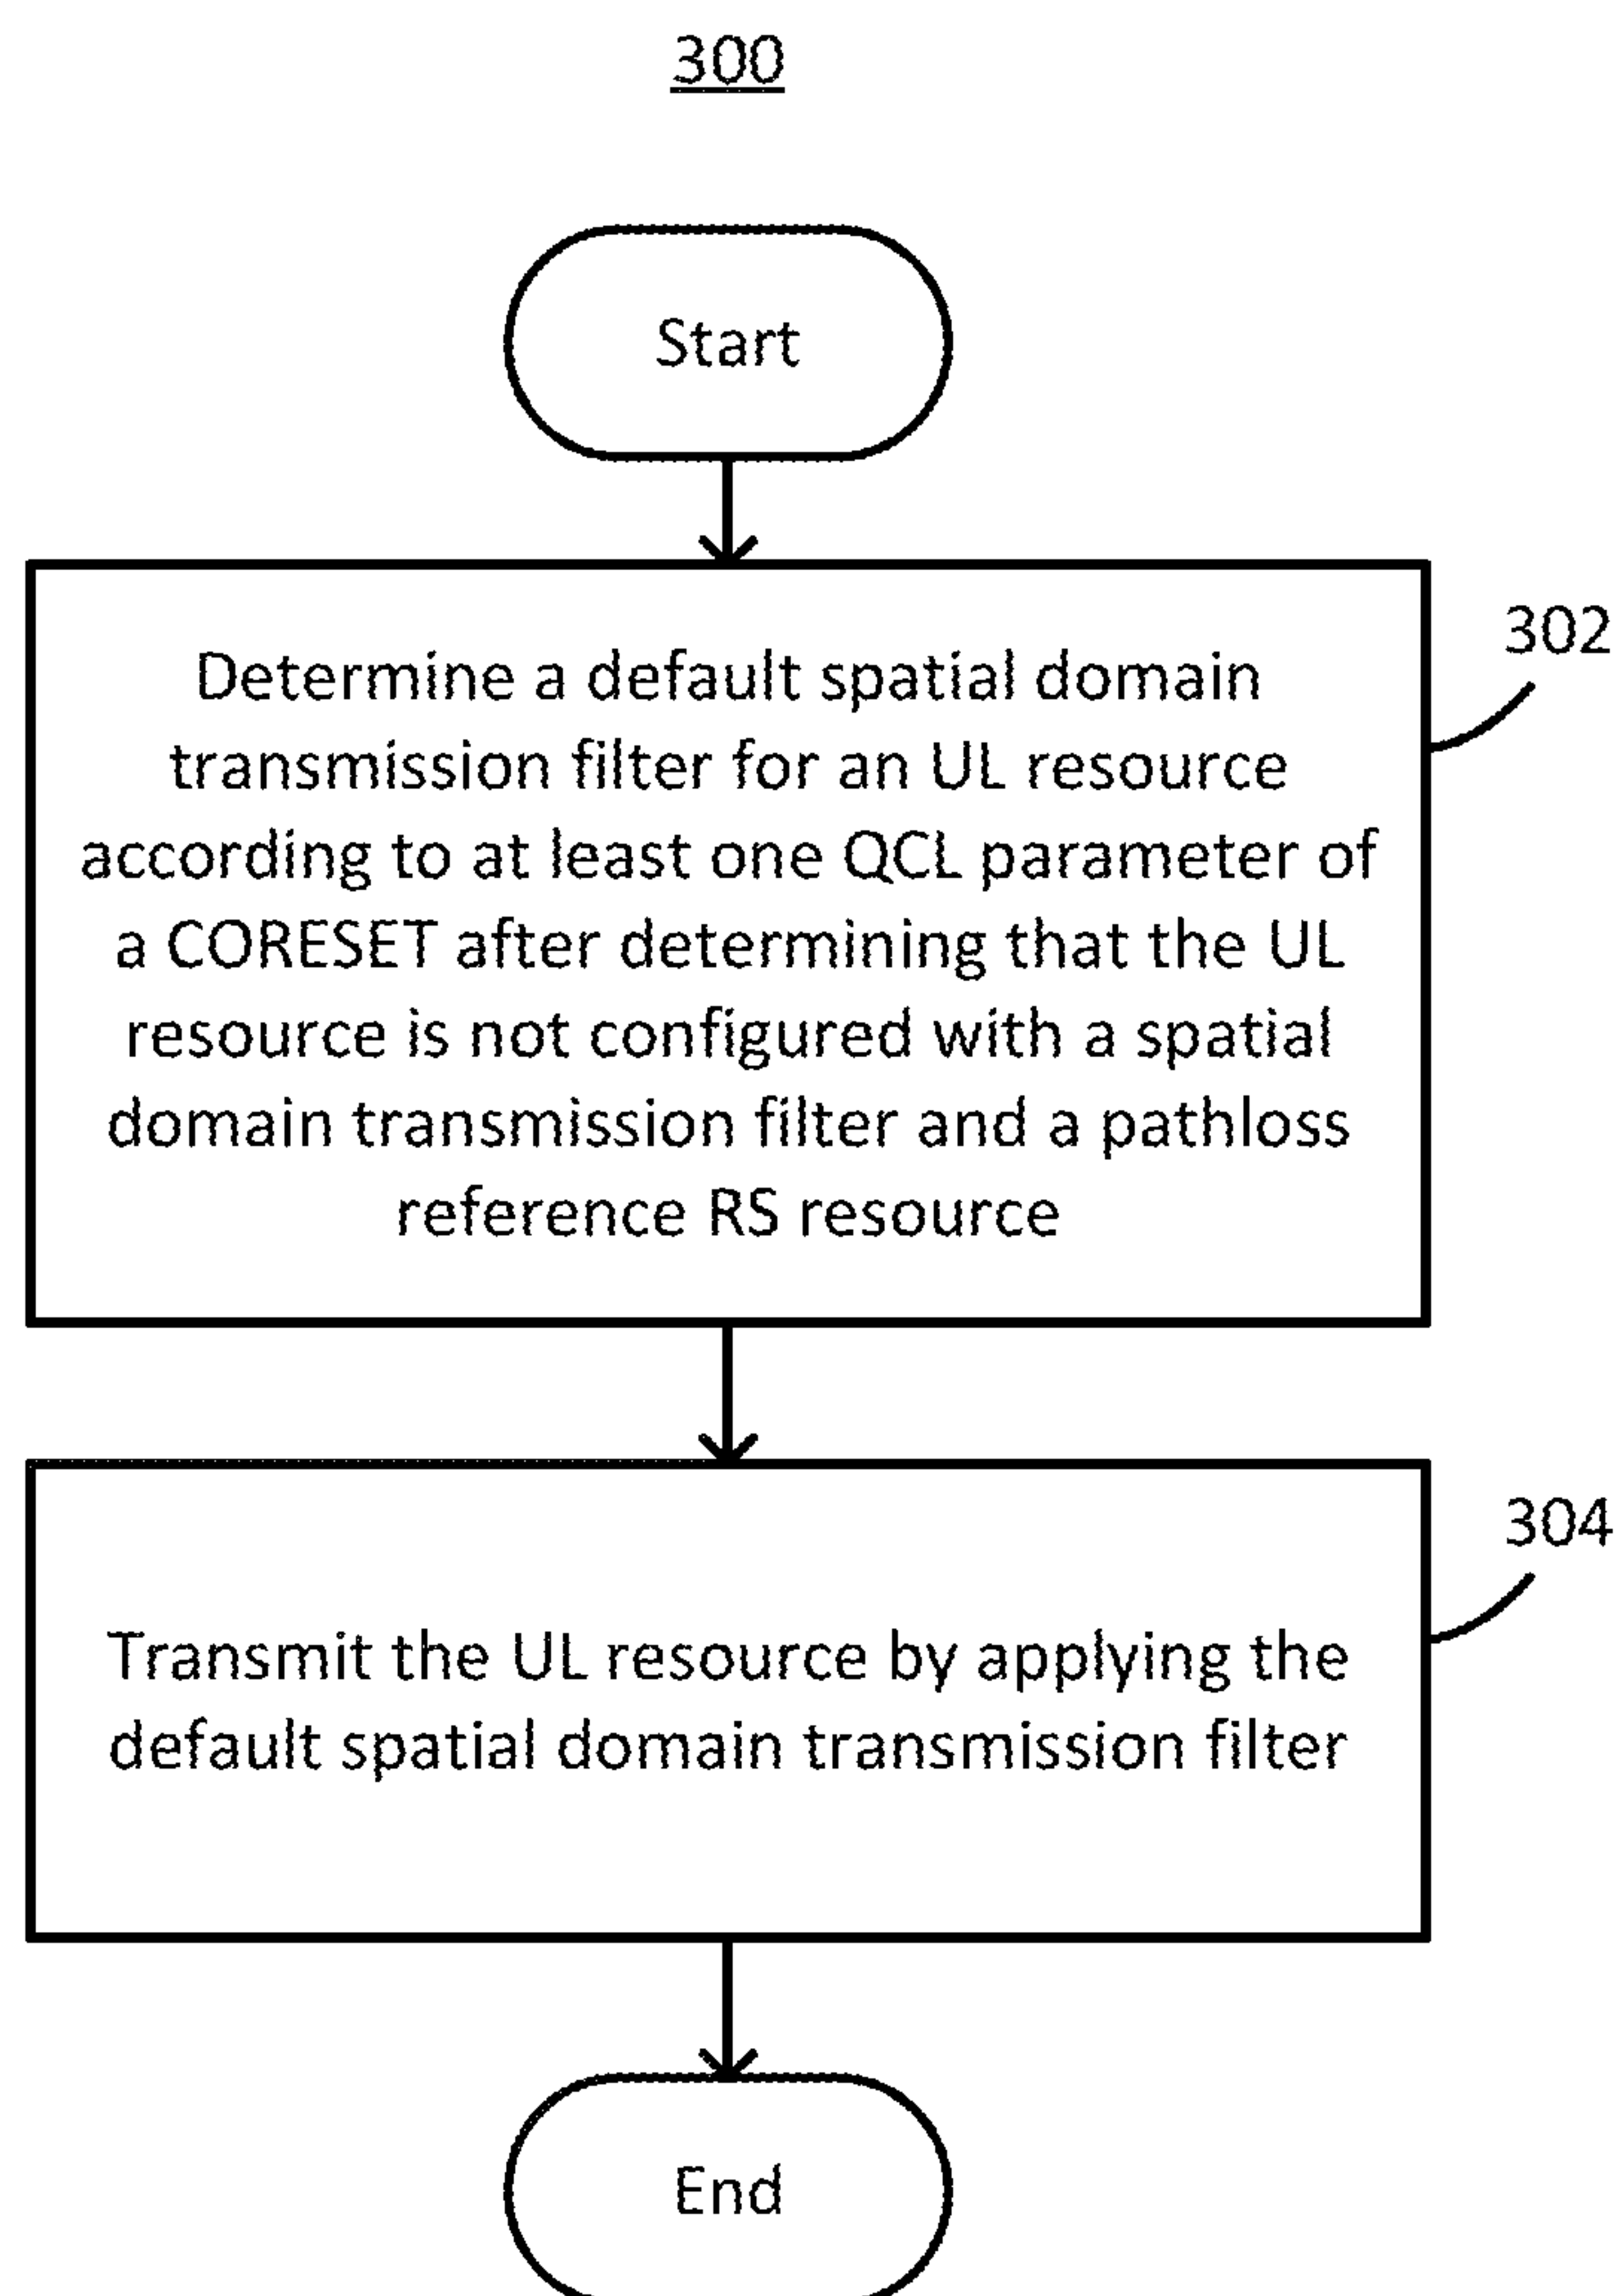 300
Start
302
Determine a default spatial domain
transmission filter for an UL resource
according to at least one QCL parameter of
a CORESET after determining that the UL
resource is not configured with a spatial
domain transmission filter and a pathloss
reference RS resource
304
Transmit the UL resource by applying the
default spatial domain transmission filter
End